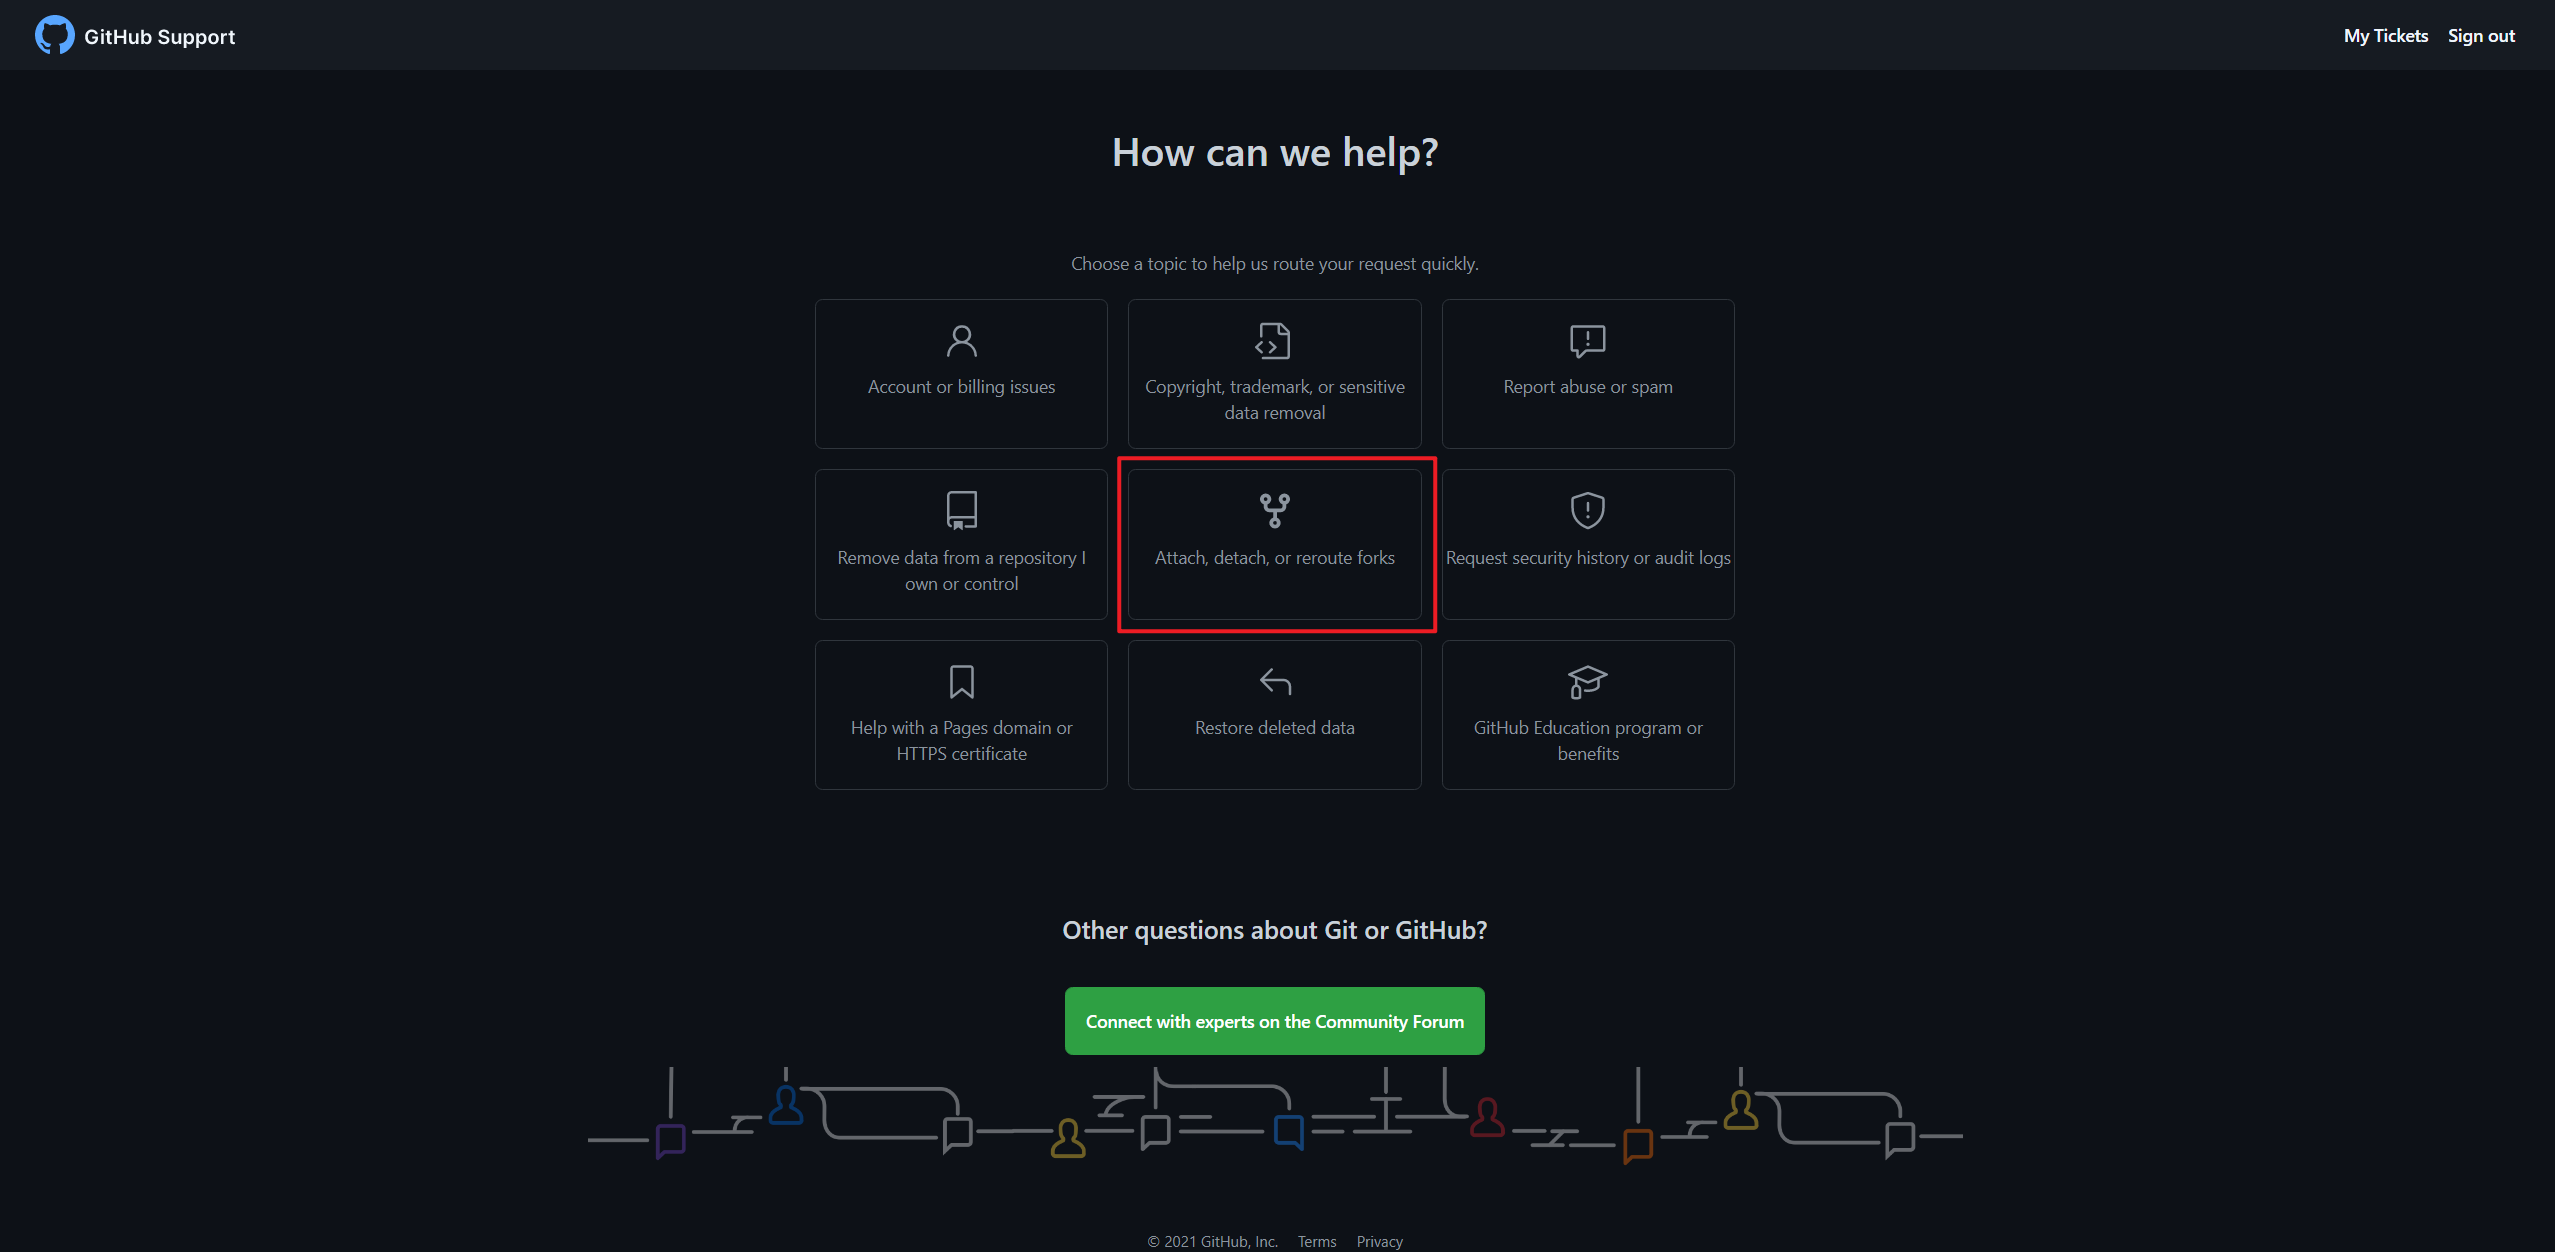 GitHub Support
My Tickets
Sign out
How can we help?
Choose a topic to help us route your request quickly.
Account or billing issues
Copyright, trademark, or sensitive
data removal
Report abuse or spam
Remove data from a repository I
own or control
Attach, detach, or reroute forks
Request security history or audit logs
Help with a Pages domain or
HTTPS certificate
Restore deleted data
GitHub Education program or
benefits
Other questions about Git or GitHub?
Connect with experts on the Community Forum
© 2021 GitHub, Inc.
Terms
Privacy